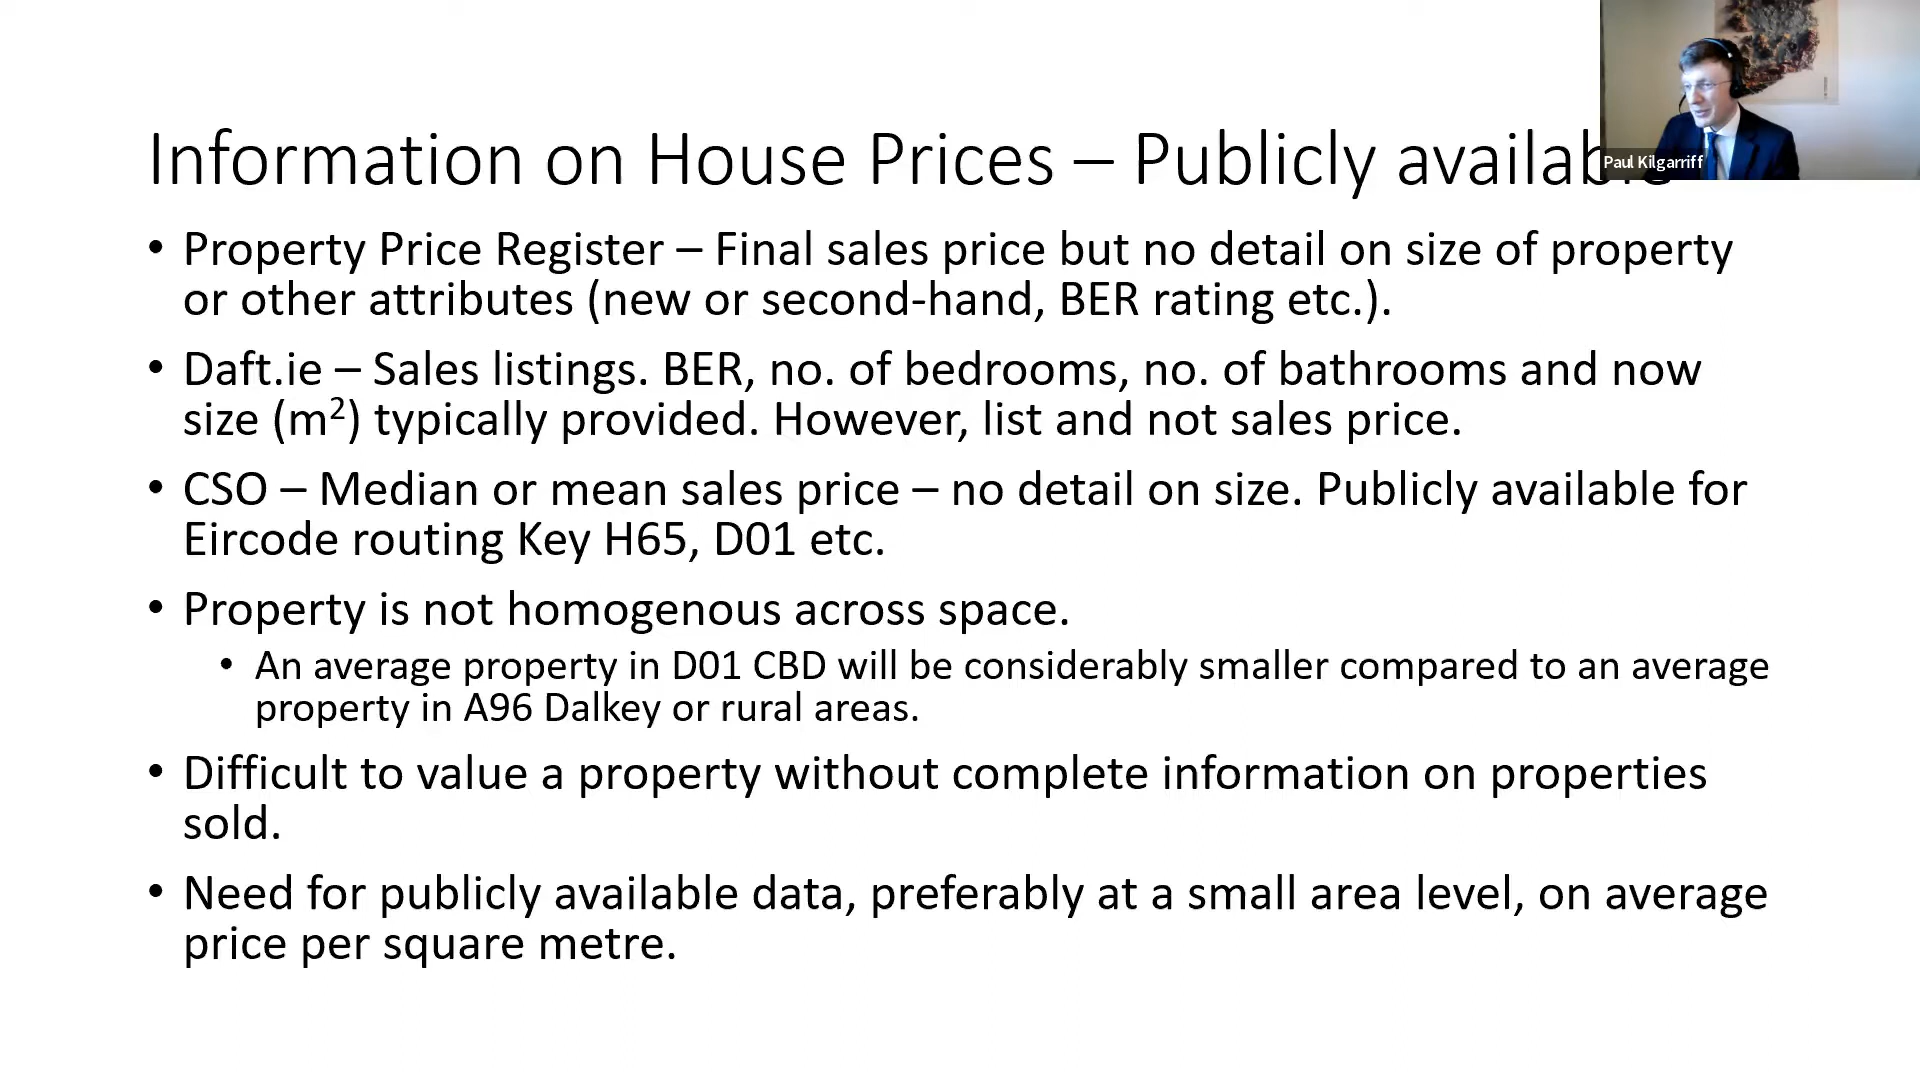 Information on House Prices – Publicly
Paul Kilgarriff
• Property Price Register – Final sales price but no detail on size of property
or other attributes (new or second-hand, BER rating etc.).
• Daft.ie – Sales listings. BER, no. of bedrooms, no. of bathrooms and now
size (m²) typically provided. However, list and not sales price.
• CSO – Median or mean sales price – no detail on size. Publicly available for
Eircode routing Key H65, D01 etc.
• Property is not homogenous across space.
• An average property in D01 CBD will be considerably smaller compared to an average
property in A96 Dalkey or rural areas.
• Difficult to value a property without complete information on properties
sold.
• Need for publicly available data, preferably at a small area level, on average
price per square metre.